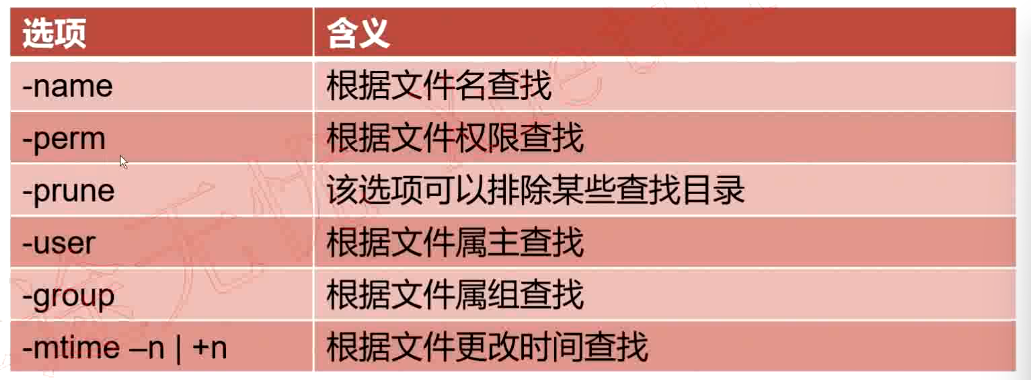 选项 含义
-name 根据文件名查找
-perm 根据文件权限查找
-prune 该选项可以排除某些查找目录
-user 根据文件属主查找
-group 根据文件属组查找
-mtime –n | +n 根据文件更改时间查找